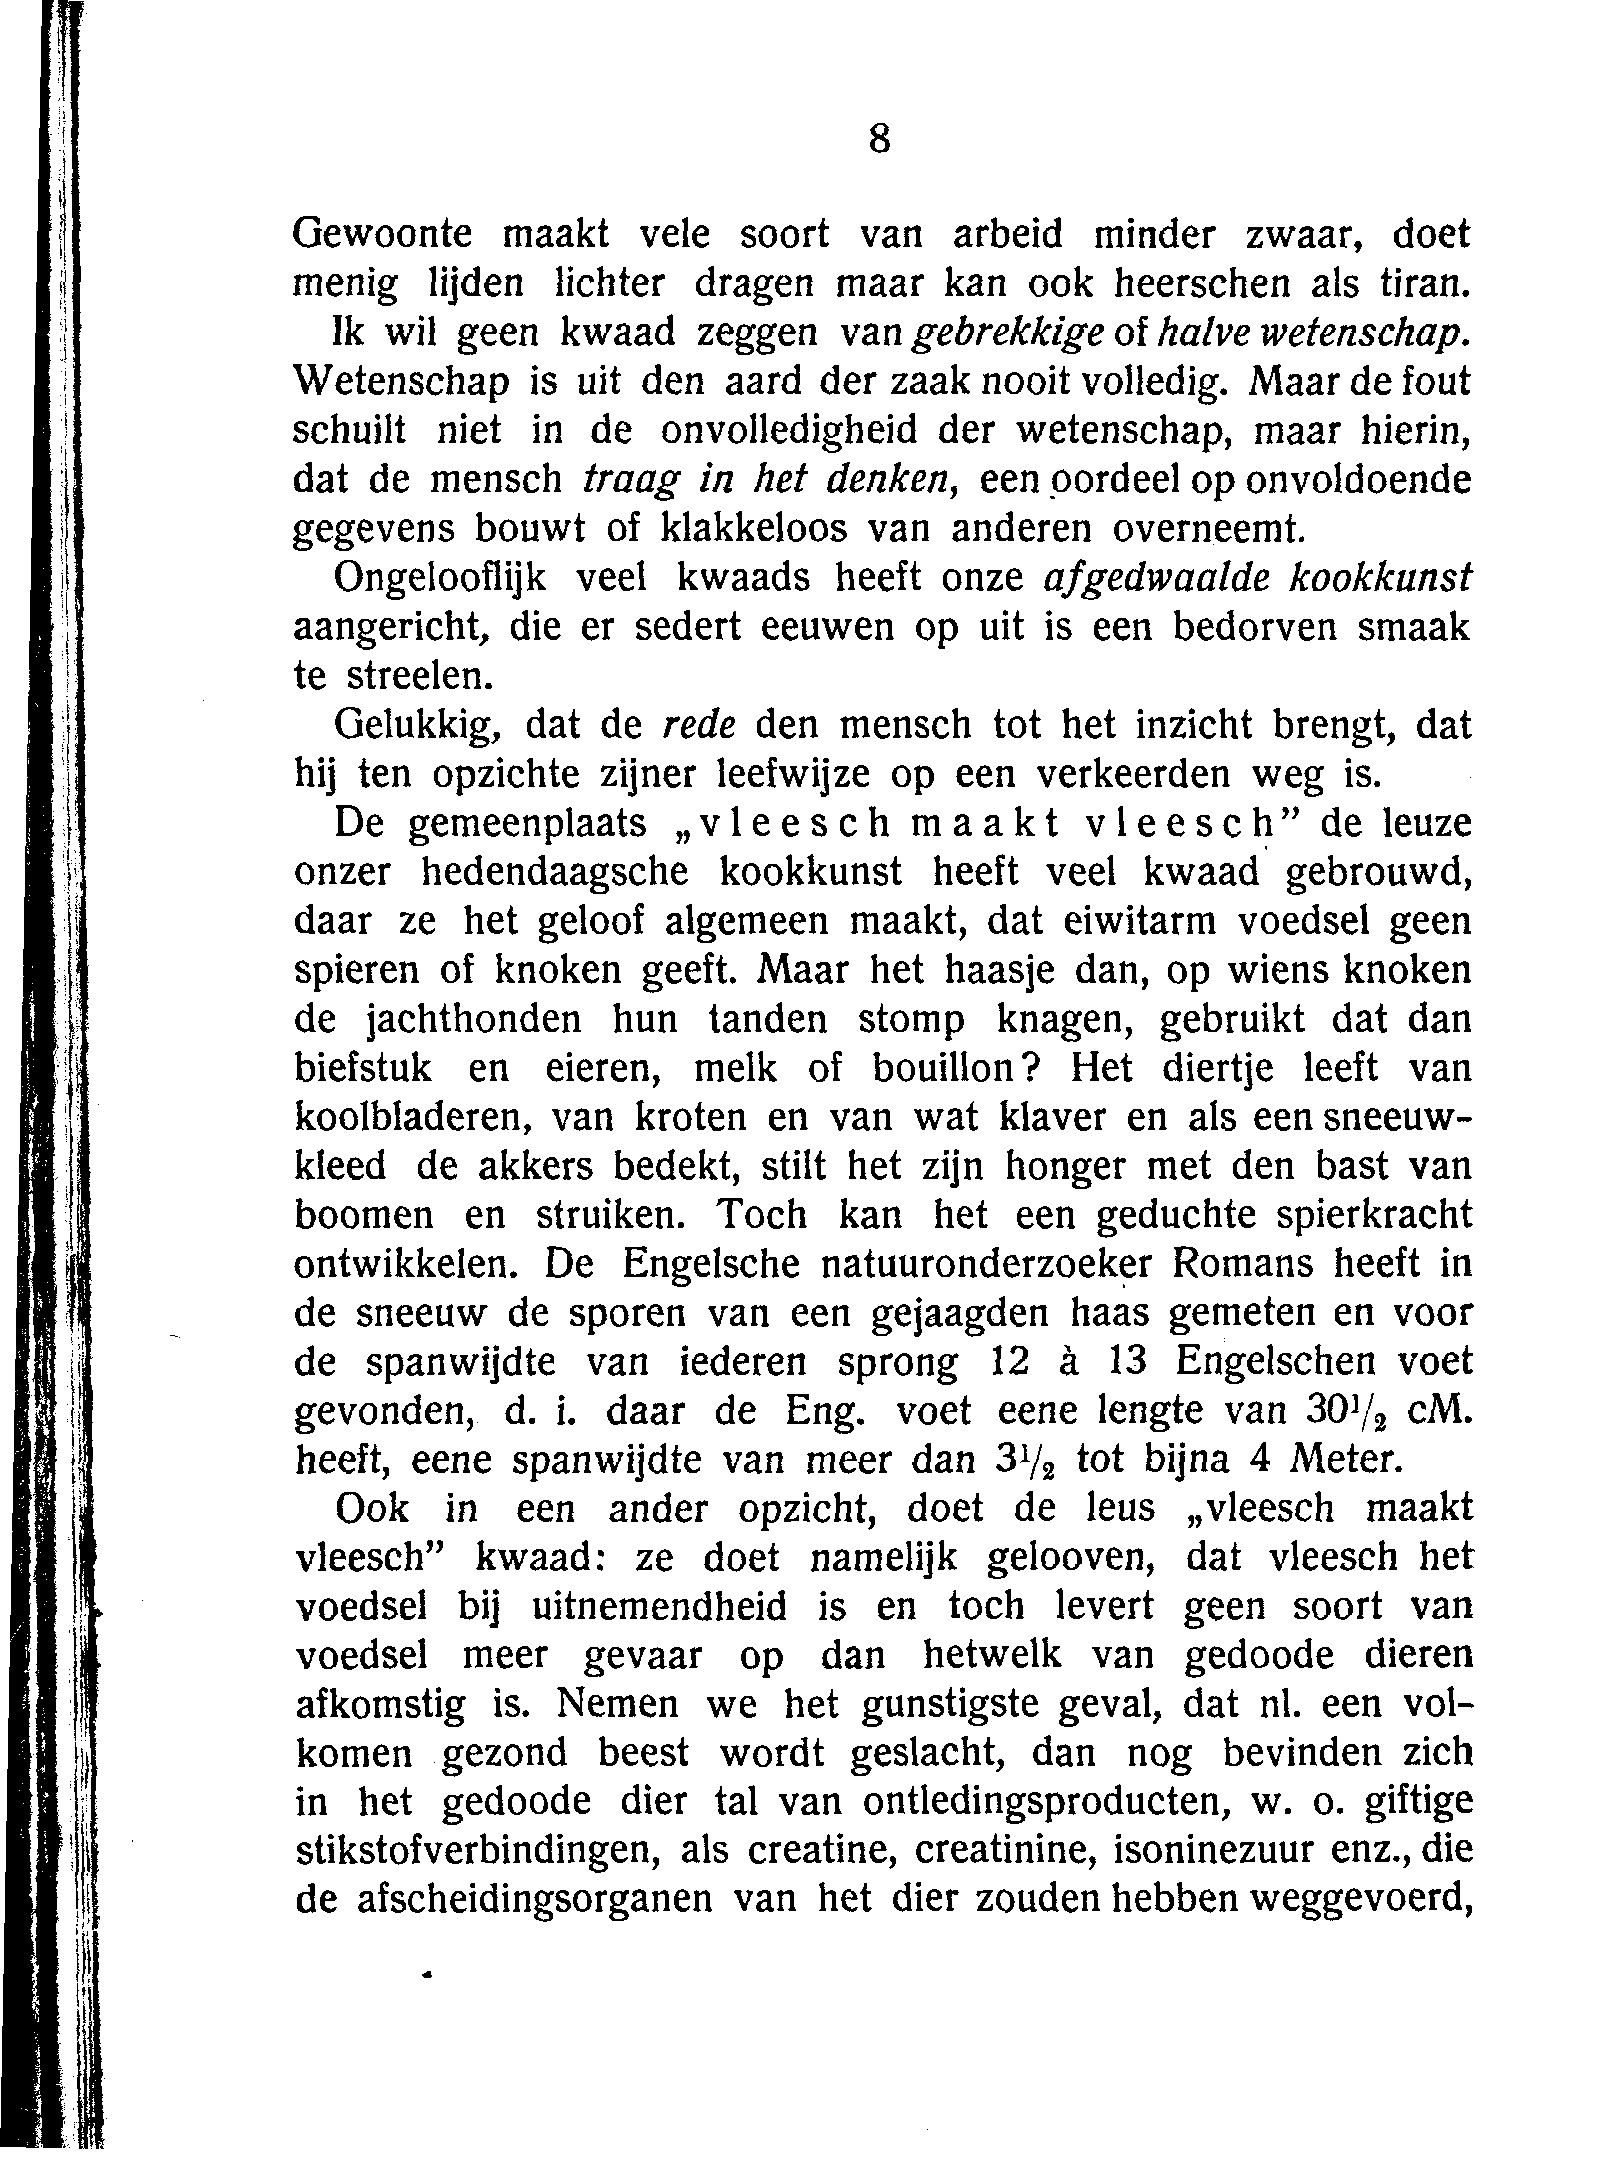 8
Gewoonte maakt vele soort van arbeid minder zwaar, doet
menig lijden lichter dragen maar kan ook heerschen als tiran.
Ik wil geen kwaad zeggen van gebrekkige of halve wetenschap.
Wetenschap is uit den aard der zaak nooit volledig. Maar de fout
schuilt niet in de onvolledigheid der wetenschap, maar hierin,
dat de mensch traag in het denken, een oordeel op onvoldoende
gegevens bouwt of klakkeloos van anderen overneemt.
Ongelooflijk veel kwaads heeft onze afgedwaalde kookkunst
aangericht, die er sedert eeuwen op uit is een bedorven smaak
te streelen.
Gelukkig, dat de rede den mensch tot het inzicht brengt, dat
hij ten opzichte zijner leefwijze op een verkeerden weg is.
De gemeenplaats „vleesch maakt vleesch” de leuze
onzer hedendaagsche kookkunst heeft veel kwaad gebrouwd,
daar ze het geloof algemeen maakt, dat eiwitarm voedsel geen
spieren of knoken geeft. Maar het haasje dan, op wiens knoken
de jachthonden hun tanden stomp knagen, gebruikt dat dan
biefstuk en eieren, melk of bouillon? Het diertje leeft van
koolbladeren, van kroten en van wat klaver en als een sneeuw-
kleed de akkers bedekt, stilt het zijn honger met den bast van
boomen en struiken. Toch kan het een geduchte spierkracht
ontwikkelen. De Engelsche natuuronderzoeker Romans heeft in
de sneeuw de sporen van een gejaagden haas gemeten en voor
de spanwijdte van iederen sprong 12 à 13 Engelschen voet
gevonden, d. i. daar de Eng. voet eene lengte van 30½ cM.
heeft, eene spanwijdte van meer dan 3½ tot bijna 4 Meter.
Ook in een ander opzicht, doet de leus „vleesch maakt
vleesch” kwaad: ze doet namelijk gelooven, dat vleesch het
voedsel bij uitnemendheid is en toch levert geen soort van
voedsel meer gevaar op dan hetwelk van gedoode dieren
afkomstig is. Nemen we het gunstigste geval, dat nl. een vol-
komen gezond beest wordt geslacht, dan nog bevinden zich
in het gedoode dier tal van ontledingsproducten, w. o. giftige
stikstofverbindingen, als creatine, creatinine, isoninezuur enz., die
de afscheidingsorganen van het dier zouden hebben weggevoerd,